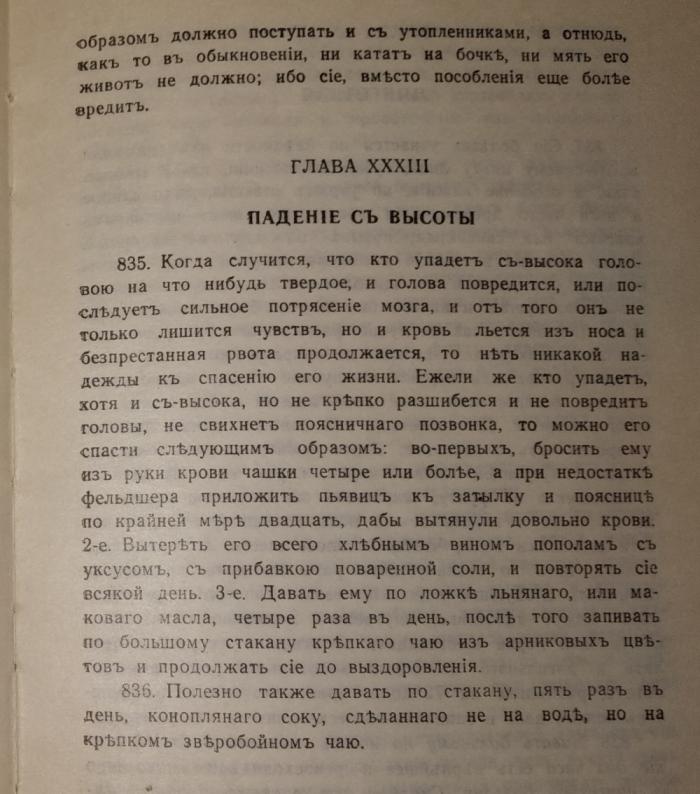 образомъ должно поступать и съ утопленниками, а отнюдь,
какъ то въ обыкновеніи, ни катать на бочкѣ, ни мять его
животъ не должно; ибо сіе, вмѣсто пособленія еще болѣе
вредитъ.
ГЛАВА XXXIII
ПАДЕНІЕ СЪ ВЫСОТЫ
835. Когда случится, что кто упадетъ съ-высока голо-
вою на что нибудь твердое, и голова повредится, или по-
слѣдуетъ сильное потрясеніе мозга, и отъ того онъ не
только лишится чувствъ, но и кровь льется изъ носа и
безпрестанная рвота продолжается, то нѣтъ никакой на-
дежды къ спасенію его жизни. Ежели же кто упадетъ,
хотя и съ-высока, но не крѣпко разшибется и не повредитъ
головы, не свихнетъ поясничнаго позвонка, то можно его
спасти слѣдующимъ образомъ: во-первыхъ, бросить ему
изъ руки крови чашки четыре или болѣе, а при недостаткѣ
фельдшера приложить пьявицъ къ затылку и поясницѣ
по крайней мѣрѣ двадцать, дабы вытянули довольно крови.
2-е. Вытереть его всего хлѣбнымъ виномъ пополамъ съ
уксусомъ, съ прибавкою поваренной соли, и повторять сіе
всякой день. 3-е. Давать ему по ложкѣ льнянаго, или ма-
коваго масла, четыре раза въ день, послѣ того запивать
по большому стакану крѣпкаго чаю изъ арниковыхъ цвѣ-
товъ и продолжать сіе до выздоровленія.
836. Полезно также давать по стакану, пять разъ въ
день, коноплянаго соку, сдѣланнаго не на водѣ, но на
крѣпкомъ звѣробойномъ чаю.